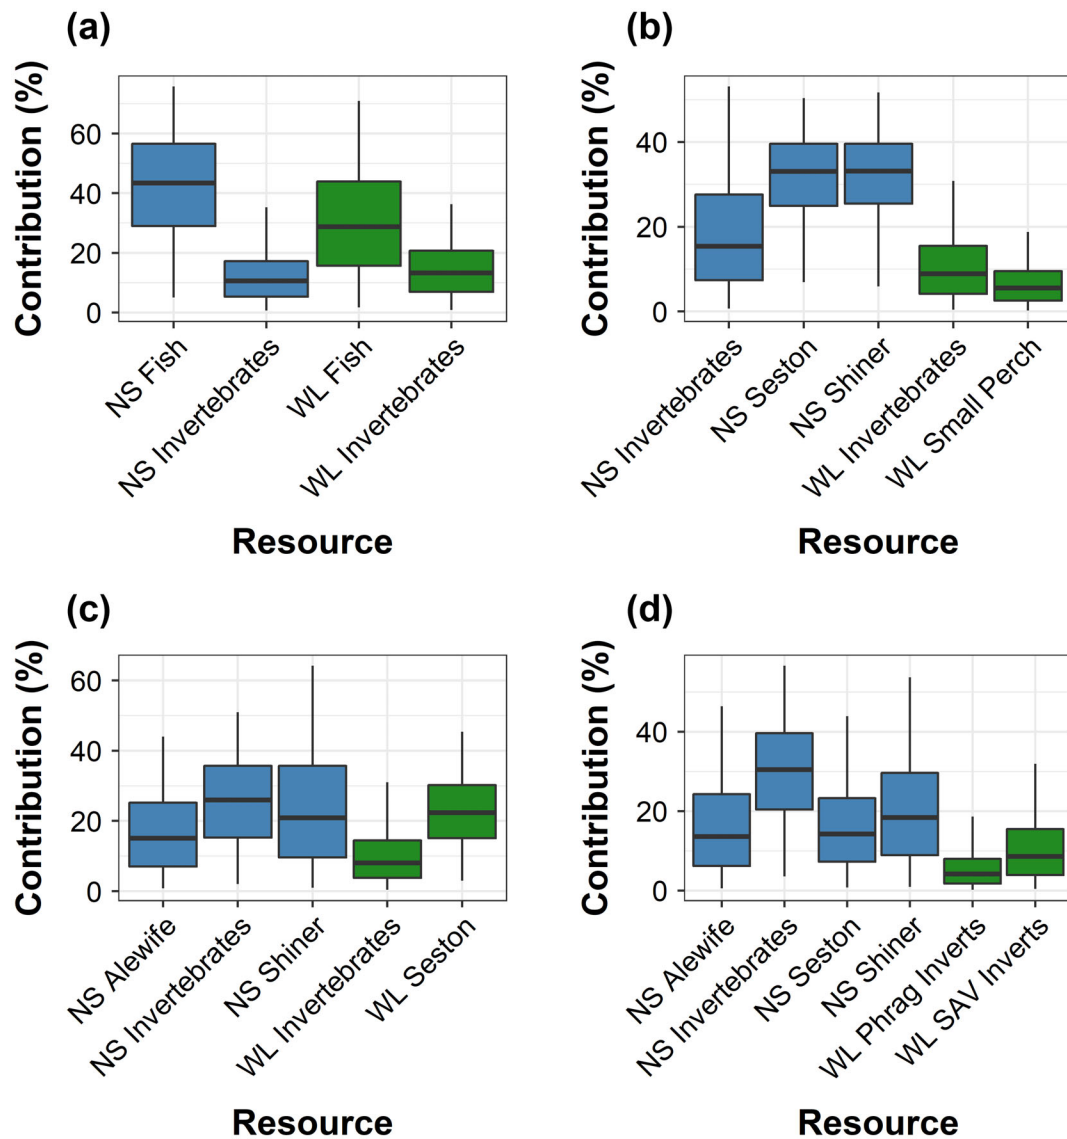 (a)
Contribution (%)
60
40
20
0
NS Fish
NS Invertebrates
WL Fish
WL Invertebrates
Resource
(b)
Contribution (%)
40
20
0
NS Invertebrates
NS Seston
NS Shiner
WL Invertebrates
WL Small Perch
Resource
(c)
Contribution (%)
60
40
20
0
NS Alewife
NS Invertebrates
NS Shiner
WL Invertebrates
WL Seston
Resource
(d)
Contribution (%)
40
20
0
NS Alewife
NS Invertebrates
NS Seston
NS Shiner
WL Phrag Inverts
WL SAV Inverts
Resource